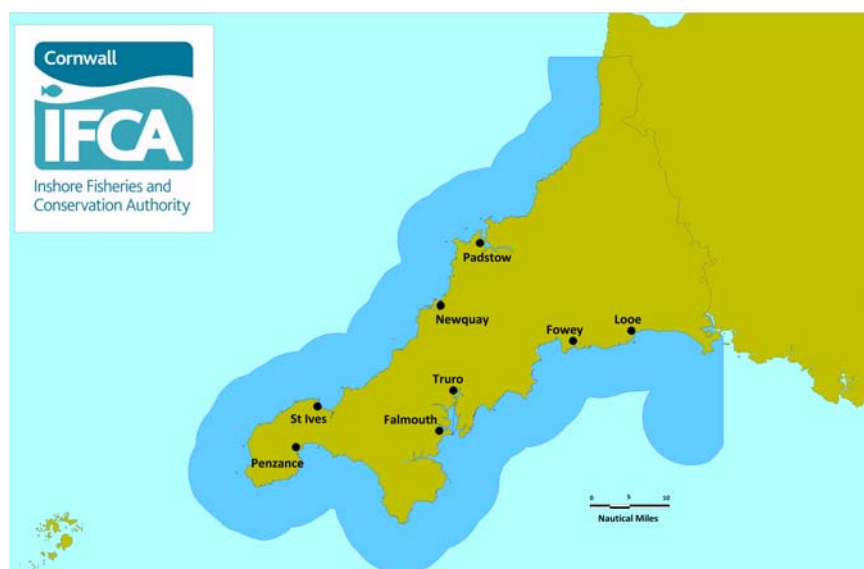 Cornwall
IFCA
Inshore Fisheries and
Conservation Authority
Padstow
Newquay
Fowey
Looe
Truro
St Ives
Falmouth
Penzance
0 5 10
Nautical Miles